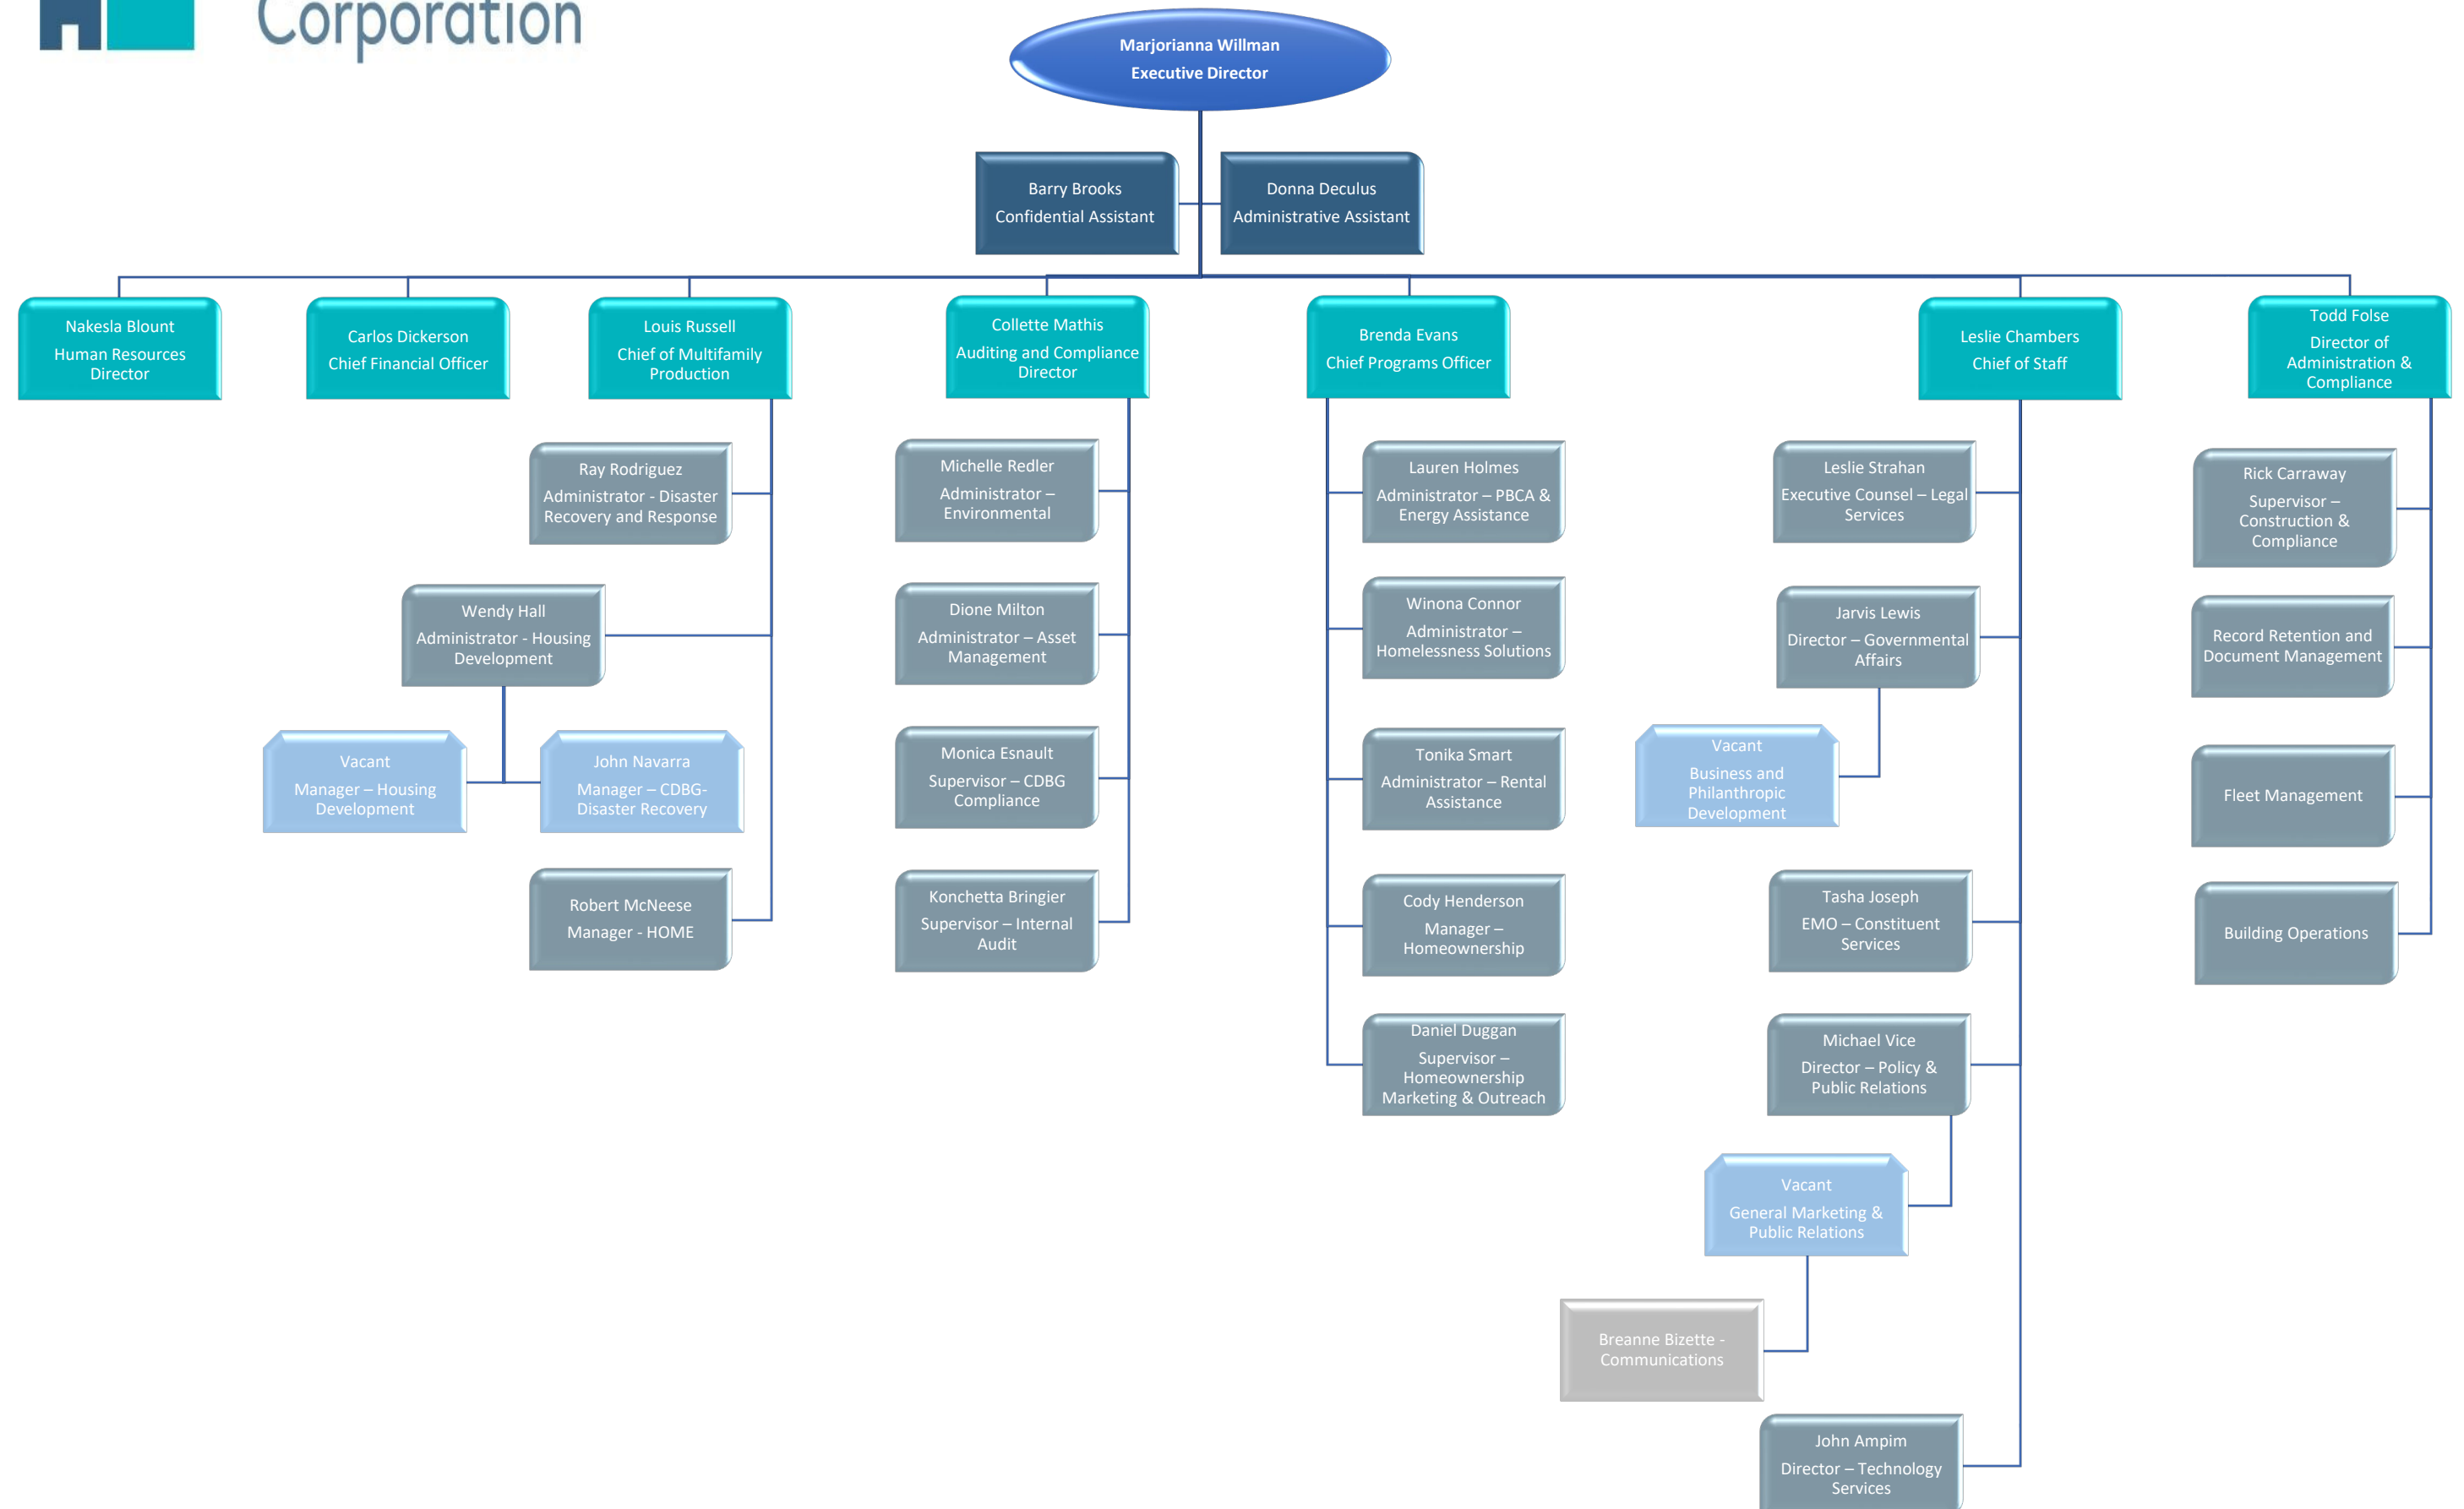 Corporation
Marjorianna Willman
Executive Director
Barry Brooks
Confidential Assistant
Donna Deculus
Administrative Assistant
Nakesla Blount
Human Resources
Director
Carlos Dickerson
Chief Financial Officer
Louis Russell
Chief of Multifamily
Production
Collette Mathis
Auditing and Compliance
Director
Brenda Evans
Chief Programs Officer
Leslie Chambers
Chief of Staff
Todd Folse
Director of
Administration &
Compliance
Ray Rodriguez
Administrator - Disaster
Recovery and Response
Wendy Hall
Administrator - Housing
Development
Vacant
Manager – Housing
Development
John Navarra
Manager – CDBG-
Disaster Recovery
Robert McNeese
Manager - HOME
Michelle Redler
Administrator –
Environmental
Dione Milton
Administrator – Asset
Management
Monica Esnault
Supervisor – CDBG
Compliance
Konchetta Bringier
Supervisor – Internal
Audit
Lauren Holmes
Administrator – PBCA &
Energy Assistance
Winona Connor
Administrator –
Homelessness Solutions
Tonika Smart
Administrator – Rental
Assistance
Cody Henderson
Manager –
Homeownership
Daniel Duggan
Supervisor –
Homeownership
Marketing & Outreach
Leslie Strahan
Executive Counsel – Legal
Services
Jarvis Lewis
Director – Governmental
Affairs
Vacant
Business and
Philanthropic
Development
Tasha Joseph
EMO – Constituent
Services
Michael Vice
Director – Policy &
Public Relations
Vacant
General Marketing &
Public Relations
Breanne Bizette -
Communications
John Ampim
Director – Technology
Services
Rick Carraway
Supervisor –
Construction &
Compliance
Record Retention and
Document Management
Fleet Management
Building Operations